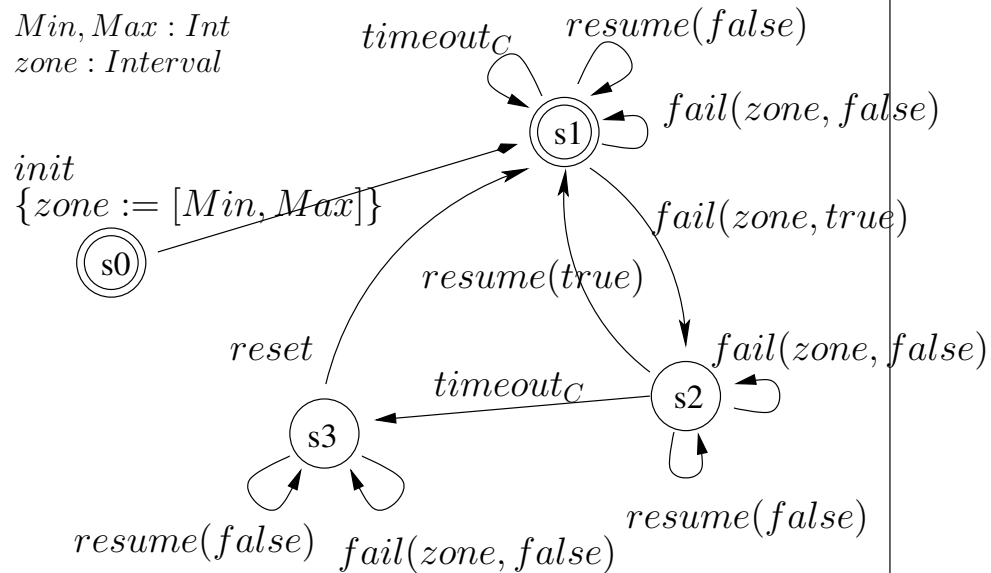 Min, Max : Int
zone : Interval
timeout_C
resume(false)
fail(zone, false)
s1
init
{zone := [Min, Max]}
s0
fail(zone, true)
resume(true)
reset
timeout_C
fail(zone, false)
s2
s3
resume(false)
resume(false)
fail(zone, false)